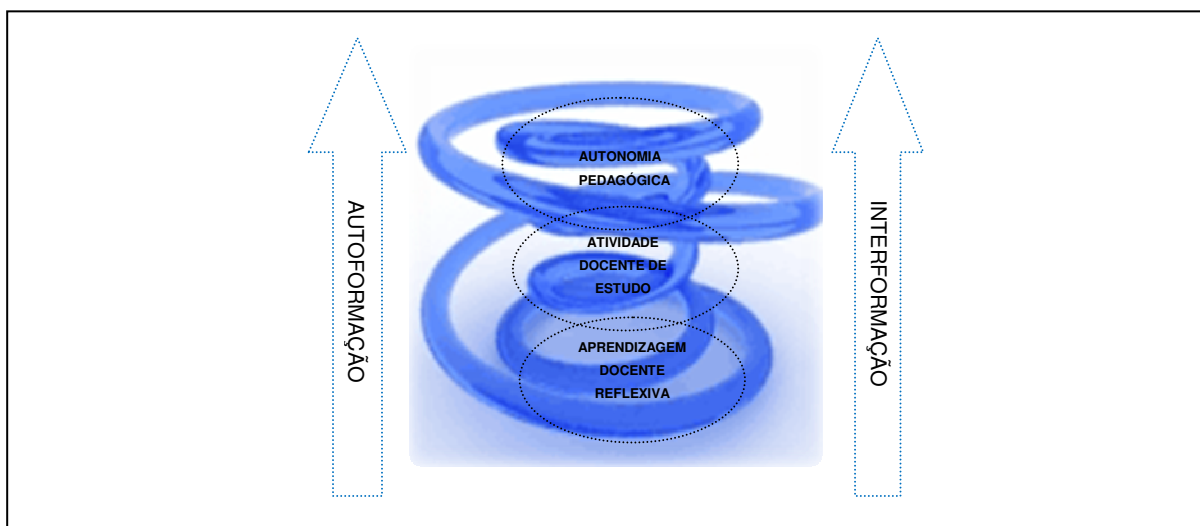 AUTOFORMAÇÃO
AUTONOMIA
PEDAGÓGICA
ATIVIDADE
DOCENTE DE
ESTUDO
APRENDIZAGEM
DOCENTE
REFLEXIVA
INTERFORMAÇÃO